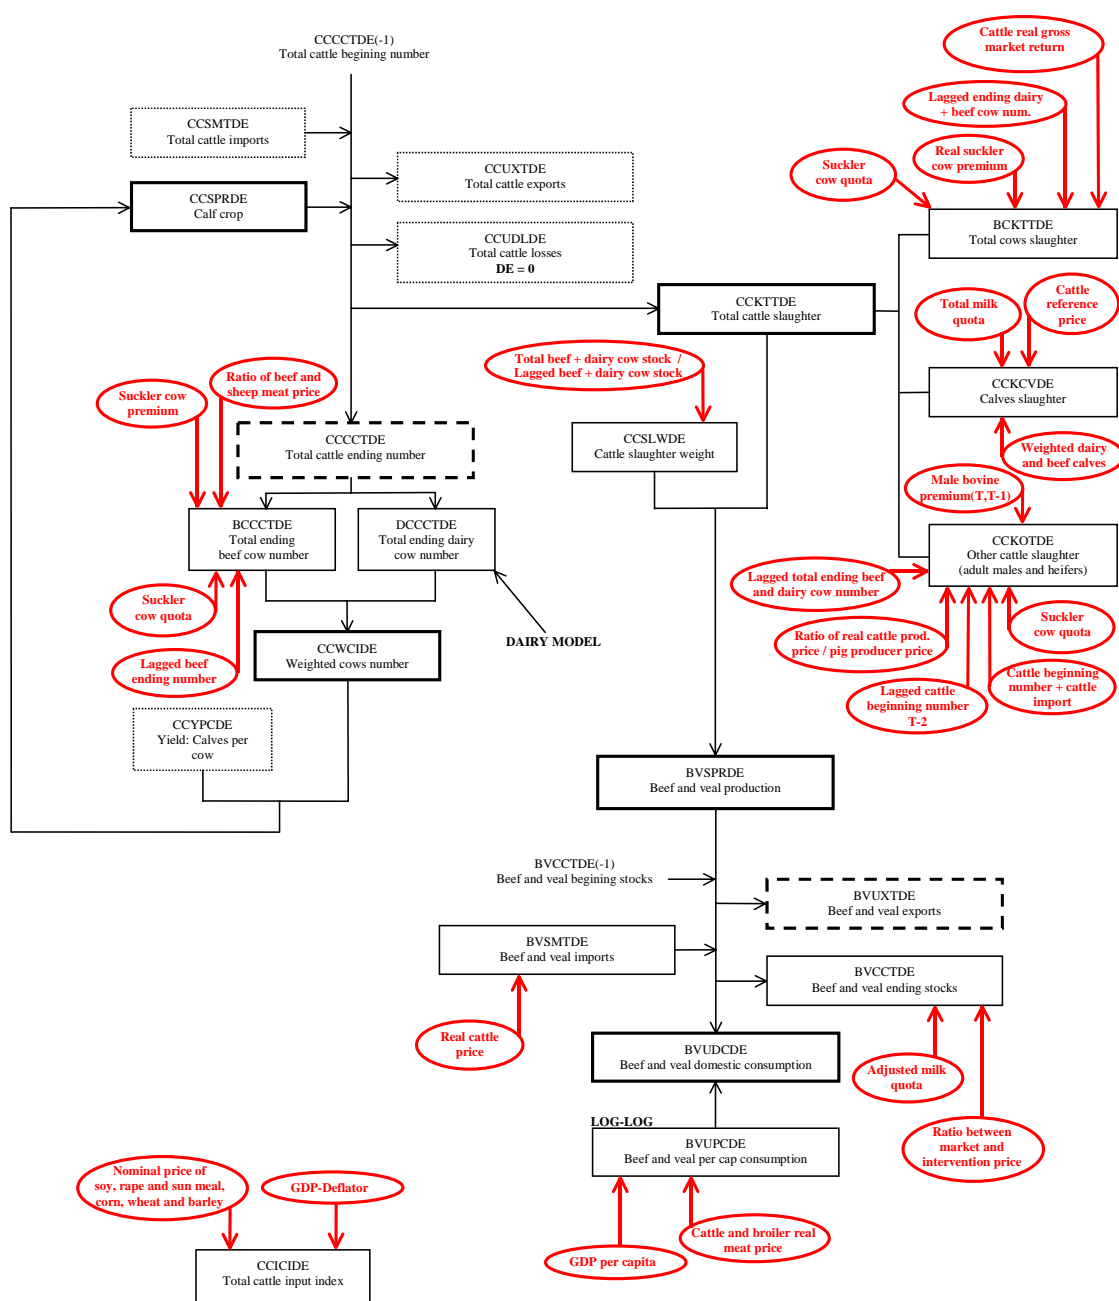 CCCCTDE(-1)
Total cattle begining number
CCSMTDE
Total cattle imports
CCUXTDE
Total cattle exports
CCSPRDE
Calf crop
CCUDLDE
Total cattle losses
DE = 0
CCKTTDE
Total cattle slaughter
Cattle real gross
market return
Lagged ending dairy
+ beef cow num.
Real suckler
cow premium
Suckler
cow quota
BCKTTDE
Total cows slaughter
Total milk
quota
Cattle
reference
price
CCKCVDE
Calves slaughter
Weighted dairy
and beef calves
Male bovine
premium(T,T-1)
CCKOTDE
Other cattle slaughter
(adult males and heifers)
Lagged total ending beef
and dairy cow number
Ratio of real cattle prod.
price / pig producer price
Lagged cattle
beginning number
T-2
Suckler
cow quota
Cattle beginning
number + cattle
import
Total beef + dairy cow stock /
Lagged beef + dairy cow stock
CCSLWDE
Cattle slaughter weight
Suckler cow
premium
Ratio of beef and
sheep meat price
CCCCTDE
Total cattle ending number
BCCCTDE
Total ending
beef cow number
DCCCTDE
Total ending dairy
cow number
Suckler
cow quota
Lagged beef
ending number
DAIRY MODEL
CCWCIDE
Weighted cows number
CCYPCDE
Yield: Calves per
cow
BVSPRDE
Beef and veal production
BVCCTDE(-1)
Beef and veal begining stocks
BVUXTDE
Beef and veal exports
BVSMTDE
Beef and veal imports
BVCCTDE
Beef and veal ending stocks
Real cattle
price
BVUDCDE
Beef and veal domestic consumption
Adjusted milk
quota
Ratio between
market and
intervention price
LOG-LOG
BVUPCDE
Beef and veal per cap consumption
GDP per capita
Cattle and broiler real
meat price
Nominal price of
soy, rape and sun meal,
corn, wheat and barley
GDP-Deflator
CCICIDE
Total cattle input index